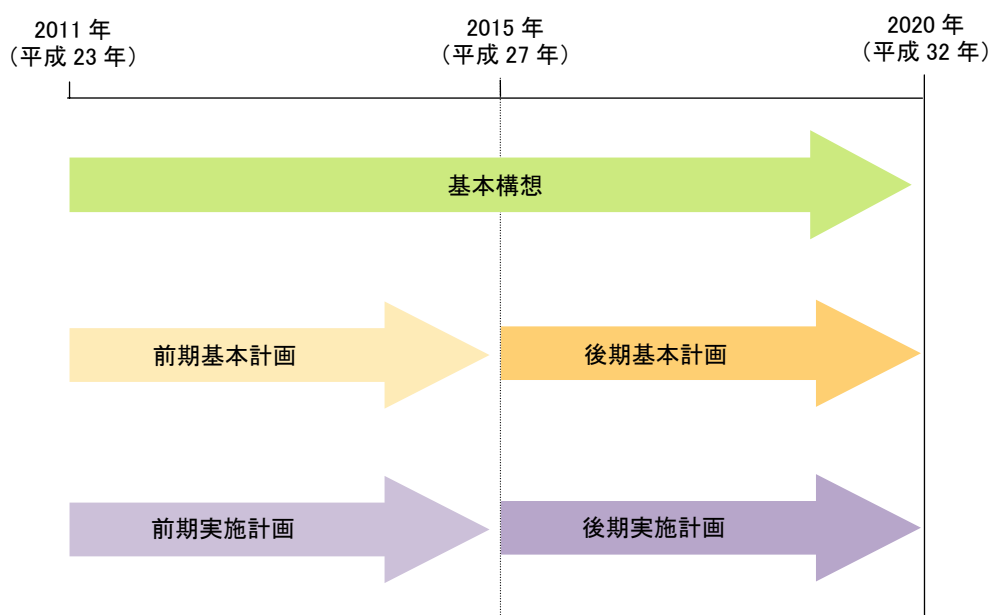 2011 年
（平成 23 年）
2015 年
（平成 27 年）
2020 年
（平成 32 年）
基本構想
前期基本計画
後期基本計画
前期実施計画
後期実施計画